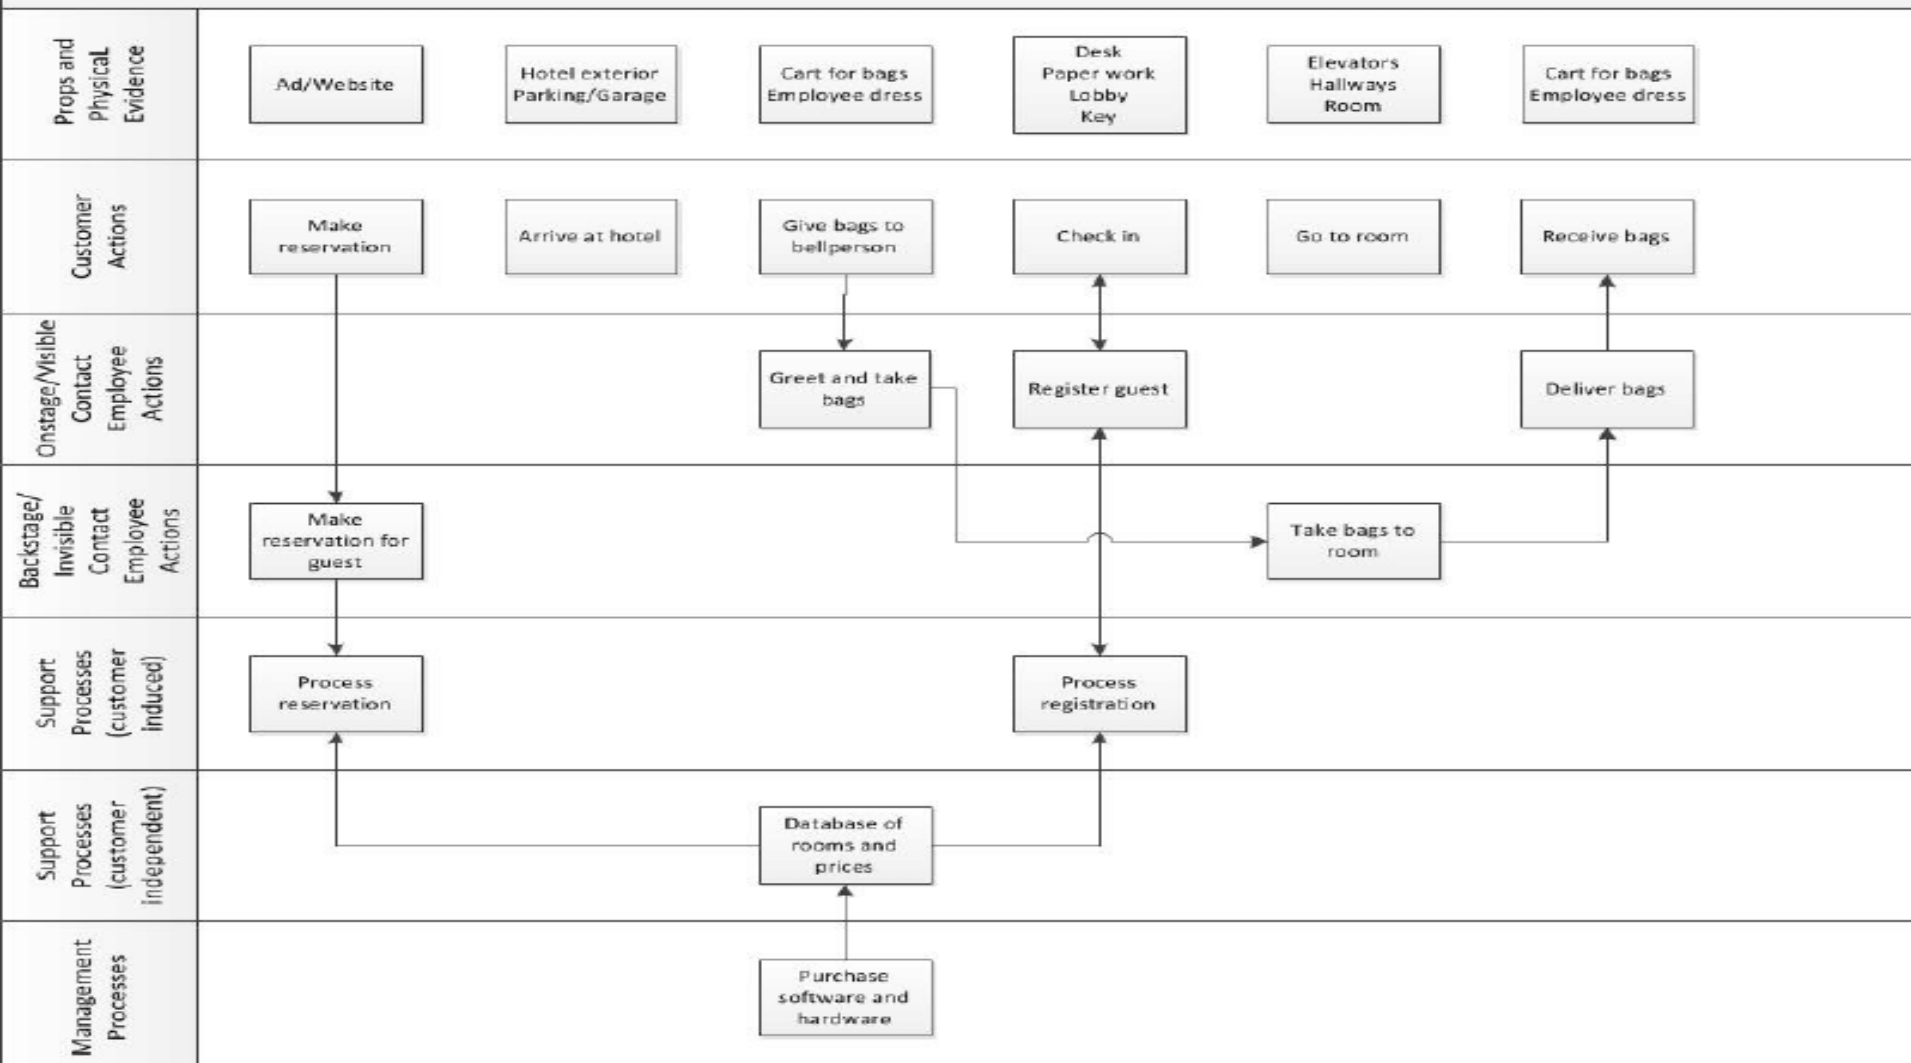 Props and
Physical
Evidence
Ad/Website
Hotel exterior
Parking/Garage
Cart for bags
Employee dress
Desk
Paper work
Lobby
Key
Elevators
Hallways
Room
Cart for bags
Employee dress
Customer
Actions
Make
reservation
Arrive at hotel
Give bags to
bellperson
Check in
Go to room
Receive bags
Onstage/Visible
Contact
Employee
Actions
Greet and take
bags
Register guest
Deliver bags
Backstage/
Invisible
Contact
Employee
Actions
Make
reservation for
guest
Take bags to
room
Support
Processes
(customer
induced)
Process
reservation
Process
registration
Support
Processes
(customer
independent)
Database of
rooms and
prices
Management
Processes
Purchase
software and
hardware